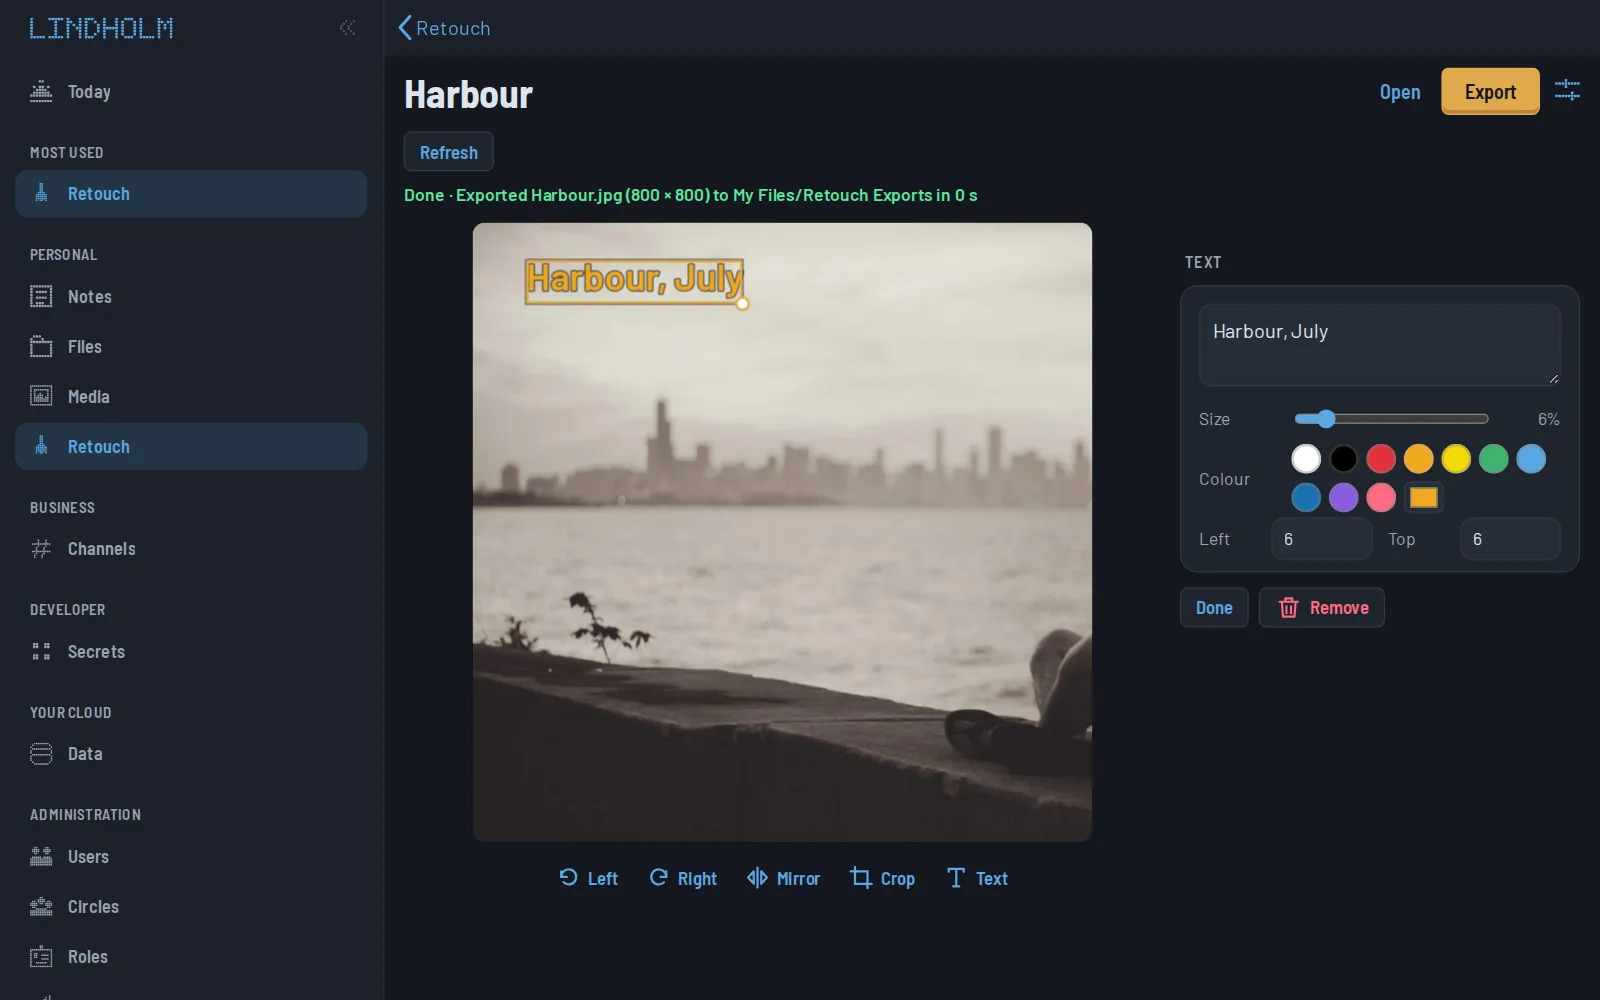 LINDHOLM
Today
MOST USED
Retouch
PERSONAL
Notes
Files
Media
Retouch
BUSINESS
Channels
DEVELOPER
Secrets
YOUR CLOUD
Data
ADMINISTRATION
Users
Circles
Roles
Retouch
Harbour
Open
Export
Refresh
Done · Exported Harbour.jpg (800 × 800) to My Files/Retouch Exports in 0 s
Harbour, July
Left
Right
Mirror
Crop
Text
TEXT
Harbour, July
Size
6%
Colour
Left
6
Top
6
Done
Remove